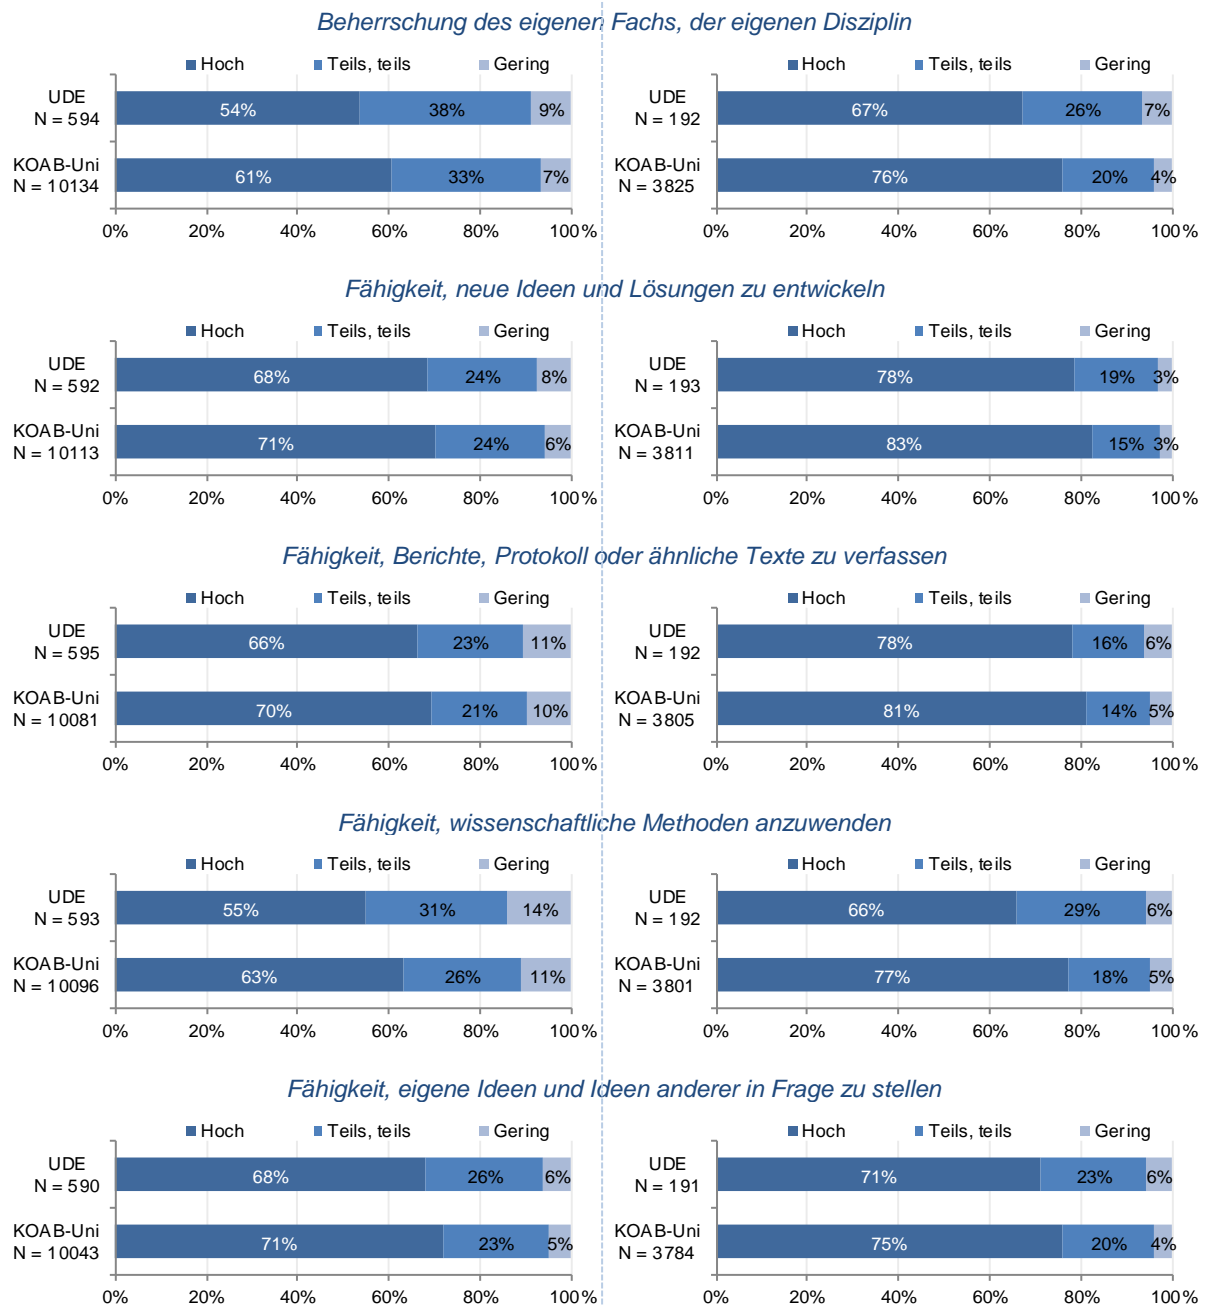 Beherrschung des eigenen Fachs, der eigenen Disziplin
Hoch Teils, teils Gering
UDE
N = 594
54% 38% 9%
KOAB-Uni
N = 10134
61% 33% 7%
0% 20% 40% 60% 80% 100%
Hoch Teils, teils Gering
UDE
N = 192
67% 26% 7%
KOAB-Uni
N = 3825
76% 20% 4%
0% 20% 40% 60% 80% 100%
Fähigkeit, neue Ideen und Lösungen zu entwickeln
Hoch Teils, teils Gering
UDE
N = 592
68% 24% 8%
KOAB-Uni
N = 10113
71% 24% 6%
0% 20% 40% 60% 80% 100%
Hoch Teils, teils Gering
UDE
N = 193
78% 19% 3%
KOAB-Uni
N = 3811
83% 15% 3%
0% 20% 40% 60% 80% 100%
Fähigkeit, Berichte, Protokoll oder ähnliche Texte zu verfassen
Hoch Teils, teils Gering
UDE
N = 595
66% 23% 11%
KOAB-Uni
N = 10081
70% 21% 10%
0% 20% 40% 60% 80% 100%
Hoch Teils, teils Gering
UDE
N = 192
78% 16% 6%
KOAB-Uni
N = 3805
81% 14% 5%
0% 20% 40% 60% 80% 100%
Fähigkeit, wissenschaftliche Methoden anzuwenden
Hoch Teils, teils Gering
UDE
N = 593
55% 31% 14%
KOAB-Uni
N = 10096
63% 26% 11%
0% 20% 40% 60% 80% 100%
Hoch Teils, teils Gering
UDE
N = 192
66% 29% 6%
KOAB-Uni
N = 3801
77% 18% 5%
0% 20% 40% 60% 80% 100%
Fähigkeit, eigene Ideen und Ideen anderer in Frage zu stellen
Hoch Teils, teils Gering
UDE
N = 590
68% 26% 6%
KOAB-Uni
N = 10043
71% 23% 5%
0% 20% 40% 60% 80% 100%
Hoch Teils, teils Gering
UDE
N = 191
71% 23% 6%
KOAB-Uni
N = 3784
75% 20% 4%
0% 20% 40% 60% 80% 100%